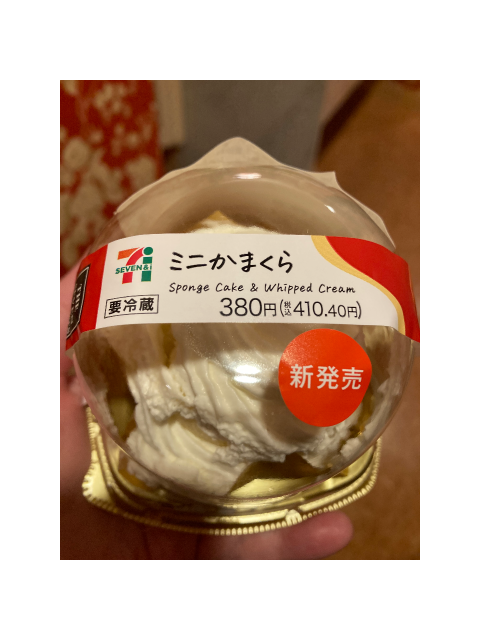 SEVEN&i
ミニかまくら
Sponge Cake & Whipped Cream
要冷蔵
380円(税込410.40円)
新発売